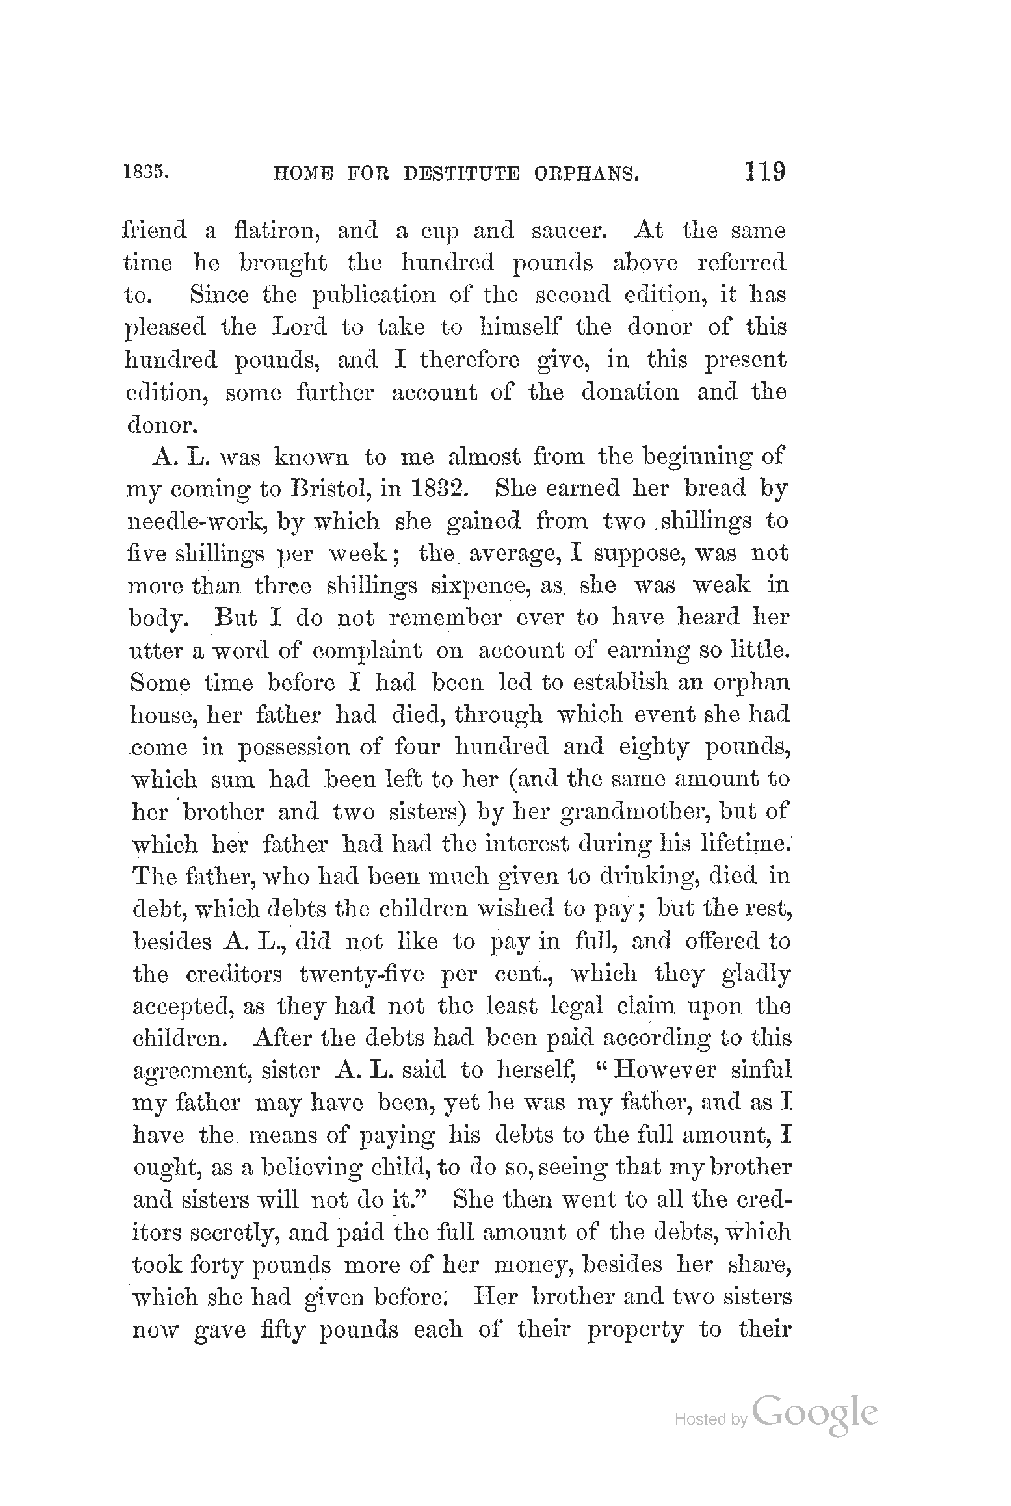 1835. HOME FOR DESTITUTE ORPHANS. 119
friend a flatiron, and a cup and saucer. At the same
time he brought the hundred pounds above referred
to. Since the publication of the second edition, it has
pleased the Lord to take to himself the donor of this
hundred pounds, and I therefore give, in this present
edition, some further account of the donation and the
donor.
A. L. was known to me almost from the beginning of
my coming to Bristol, in 1832. She earned her bread by
needle-work, by which she gained from two shillings to
five shillings per week; the average, I suppose, was not
more than three shillings sixpence, as she was weak in
body. But I do not remember ever to have heard her
utter a word of complaint on account of earning so little.
Some time before I had been led to establish an orphan
house, her father had died, through which event she had
come in possession of four hundred and eighty pounds,
which sum had been left to her (and the same amount to
her brother and two sisters) by her grandmother, but of
which her father had had the interest during his lifetime.
The father, who had been much given to drinking, died in
debt, which debts the children wished to pay; but the rest,
besides A. L., did not like to pay in full, and offered to
the creditors twenty-five per cent., which they gladly
accepted, as they had not the least legal claim upon the
children. After the debts had been paid according to this
agreement, sister A. L. said to herself, “However sinful
my father may have been, yet he was my father, and as I
have the means of paying his debts to the full amount, I
ought, as a believing child, to do so, seeing that my brother
and sisters will not do it.” She then went to all the cred-
itors secretly, and paid the full amount of the debts, which
took forty pounds more of her money, besides her share,
which she had given before. Her brother and two sisters
now gave fifty pounds each of their property to their
Hosted by Google